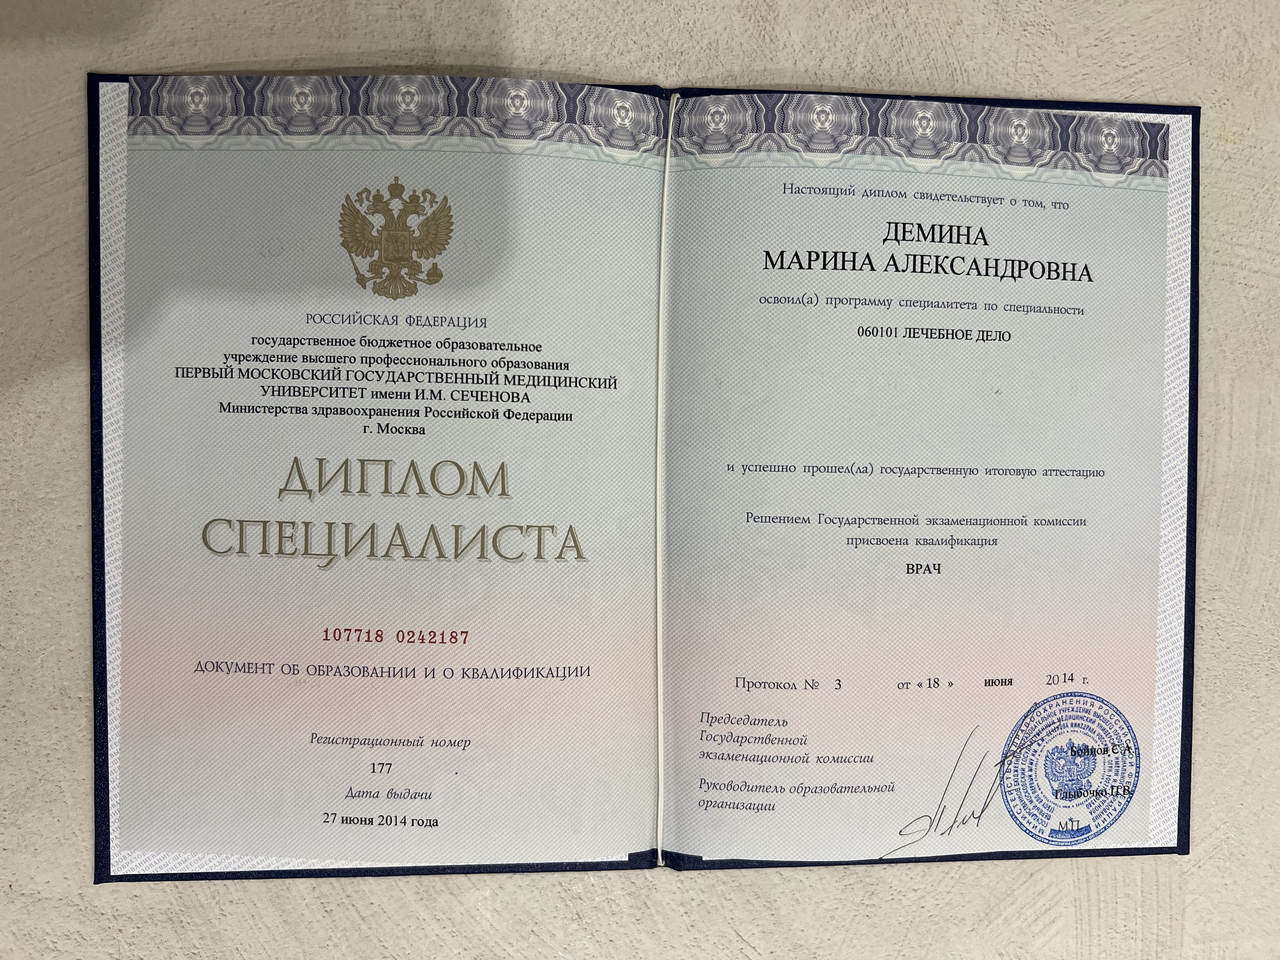 РОССИЙСКАЯ ФЕДЕРАЦИЯ
государственное бюджетное образовательное
учреждение высшего профессионального образования
ПЕРВЫЙ МОСКОВСКИЙ ГОСУДАРСТВЕННЫЙ МЕДИЦИНСКИЙ
УНИВЕРСИТЕТ имени И.М. СЕЧЕНОВА
Министерства здравоохранения Российской Федерации
г. Москва
ДИПЛОМ
СПЕЦИАЛИСТА
107718 0242187
ДОКУМЕНТ ОБ ОБРАЗОВАНИИ И О КВАЛИФИКАЦИИ
Регистрационный номер
177
Дата выдачи
27 июня 2014 года
Настоящий диплом свидетельствует о том, что
ДЕМИНА
МАРИНА АЛЕКСАНДРОВНА
освоил(а) программу специалитета по специальности
060101 ЛЕЧЕБНОЕ ДЕЛО
и успешно прошел(ла) государственную итоговую аттестацию
Решением Государственной экзаменационной комиссии
присвоена квалификация
ВРАЧ
Протокол № 3 от « 18 » июня 2014 г.
Председатель
Государственной
экзаменационной комиссии
Бойцов С.А.
Руководитель образовательной
организации
Глыбочко П.В.
МП